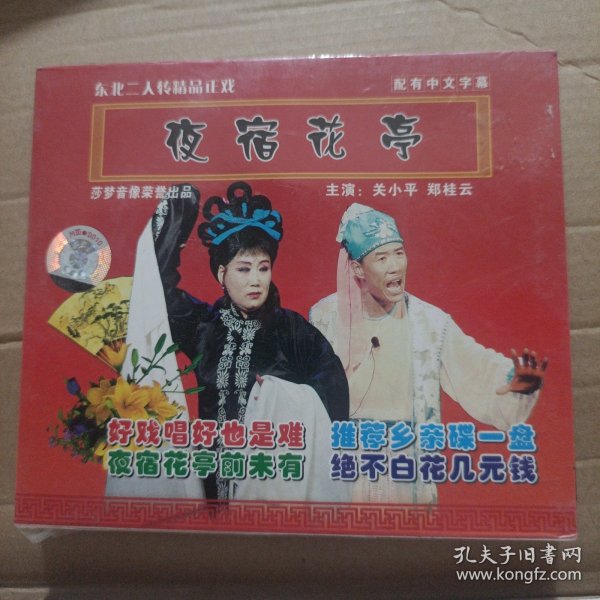 东北二人转精品正戏
配有中文字幕
夜宿花亭
莎梦音像荣誉出品
主演：关小平 郑桂云
好戏唱好也是难 推荐乡亲碟一盘
夜宿花亭前未有 绝不白花几元钱
孔夫子旧书网
www.kongfz.com